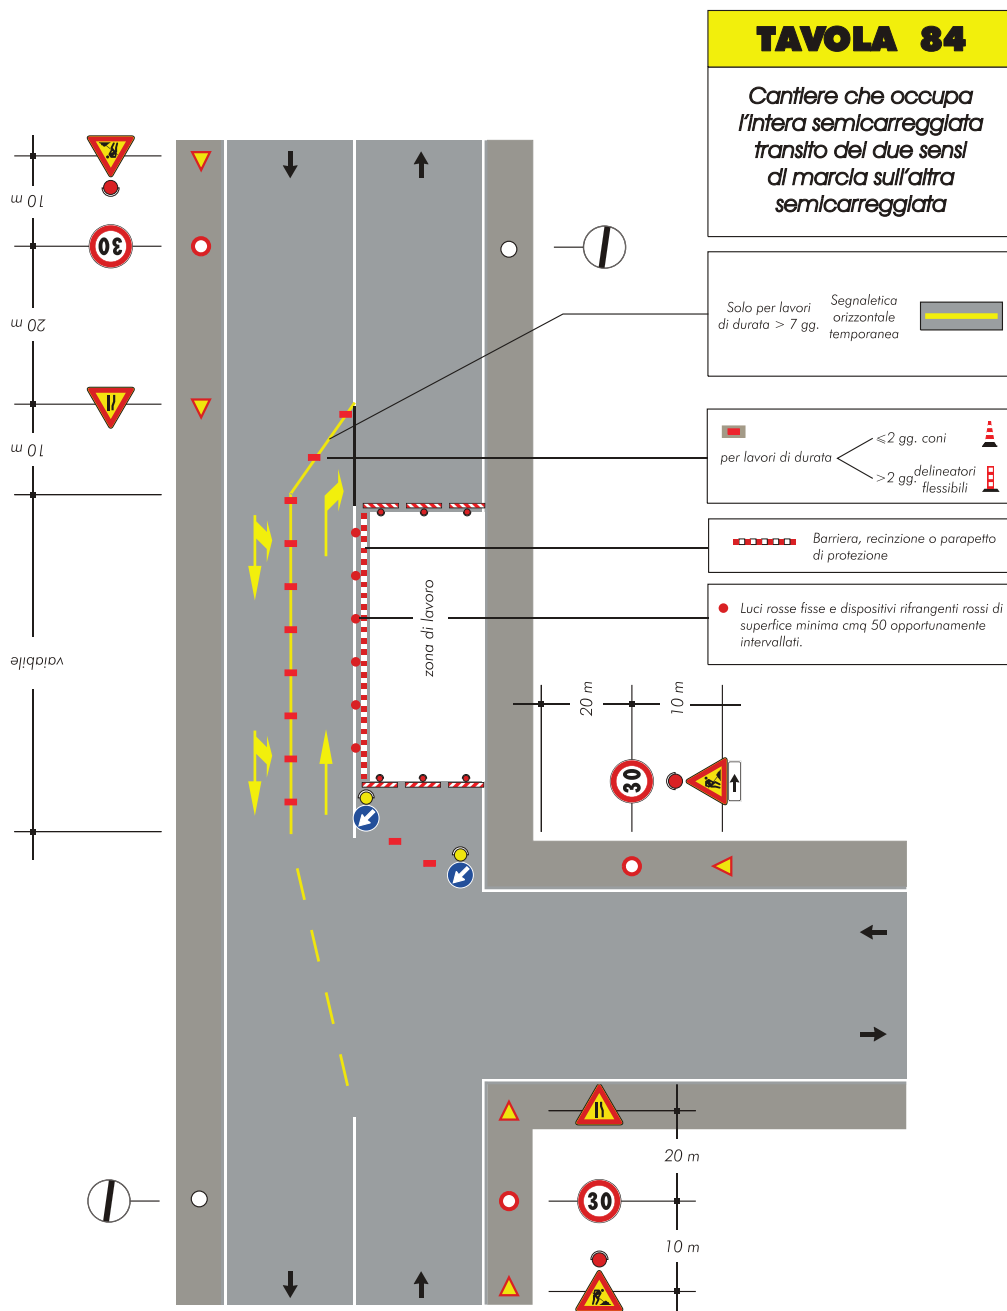 TAVOLA 84
Cantiere che occupa
l'intera semicarreggiata
transito del due sensi
di marcia sull'altra
semicarreggiata
Solo per lavori
di durata > 7 gg.
Segnaletica
orizzontale
temporanea
per lavori di durata
⩽2 gg. coni
>2 gg. delineatori
flessibili
Barriera, recinzione o parapetto
di protezione
Luci rosse fisse e dispositivi rifrangenti rossi di
superfice minima cmq 50 opportunamente
intervallati.
10 m
30
20 m
10 m
vaiabile
zona di lavoro
20 m
10 m
30
20 m
30
10 m